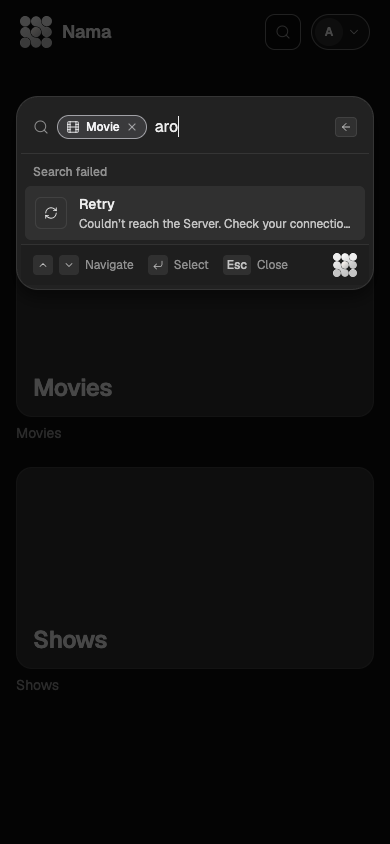 Nama
A
Movie
aro
Search failed
Retry
Couldn't reach the Server. Check your connectio…
Navigate
Select
Esc Close
Movies
Movies
Shows
Shows